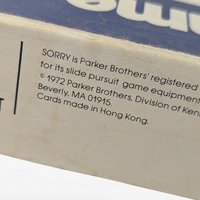 SORRY is Parker Brothers' registered
for its slide pursuit game equipment
© 1972 Parker Brothers, Division of Gen
Beverly, MA 01915.
Cards made in Hong Kong.